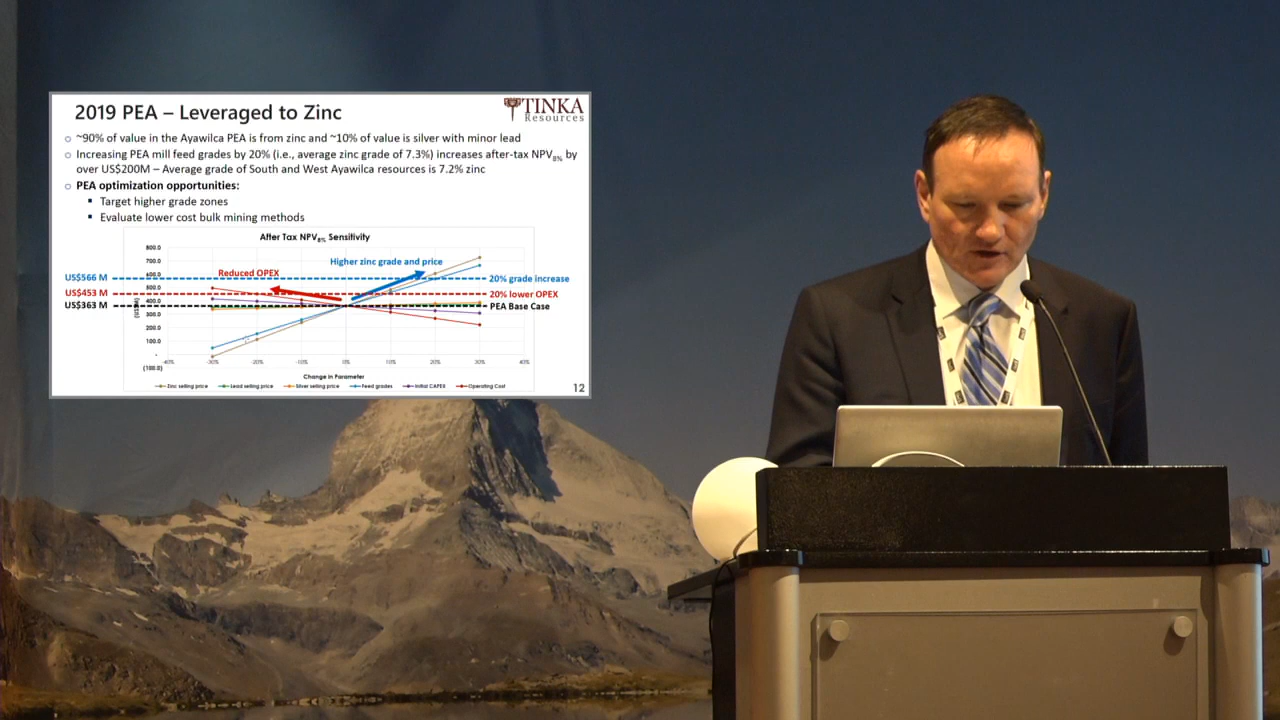 2019 PEA – Leveraged to Zinc
TINKA
Resources
~90% of value in the Ayawilca PEA is from zinc and ~10% of value is silver with minor lead
Increasing PEA mill feed grades by 20% (i.e., average zinc grade of 7.3%) increases after-tax NPV8% by
over US$200M – Average grade of South and West Ayawilca resources is 7.2% zinc
PEA optimization opportunities:
Target higher grade zones
Evaluate lower cost bulk mining methods
After Tax NPV8% Sensitivity
800.0
700.0
Higher zinc grade and price
600.0
Reduced OPEX
US$566 M
20% grade increase
500.0
US$453 M
20% lower OPEX
400.0
US$363 M
PEA Base Case
300.0
200.0
100.0
-
-40%
-30%
-20%
-10%
10%
20%
30%
40%
(100.0)
Change in Parameter
Zinc selling price
Lead selling price
Silver selling price
Feed grades
Initial CAPEX
Operating Cost
12